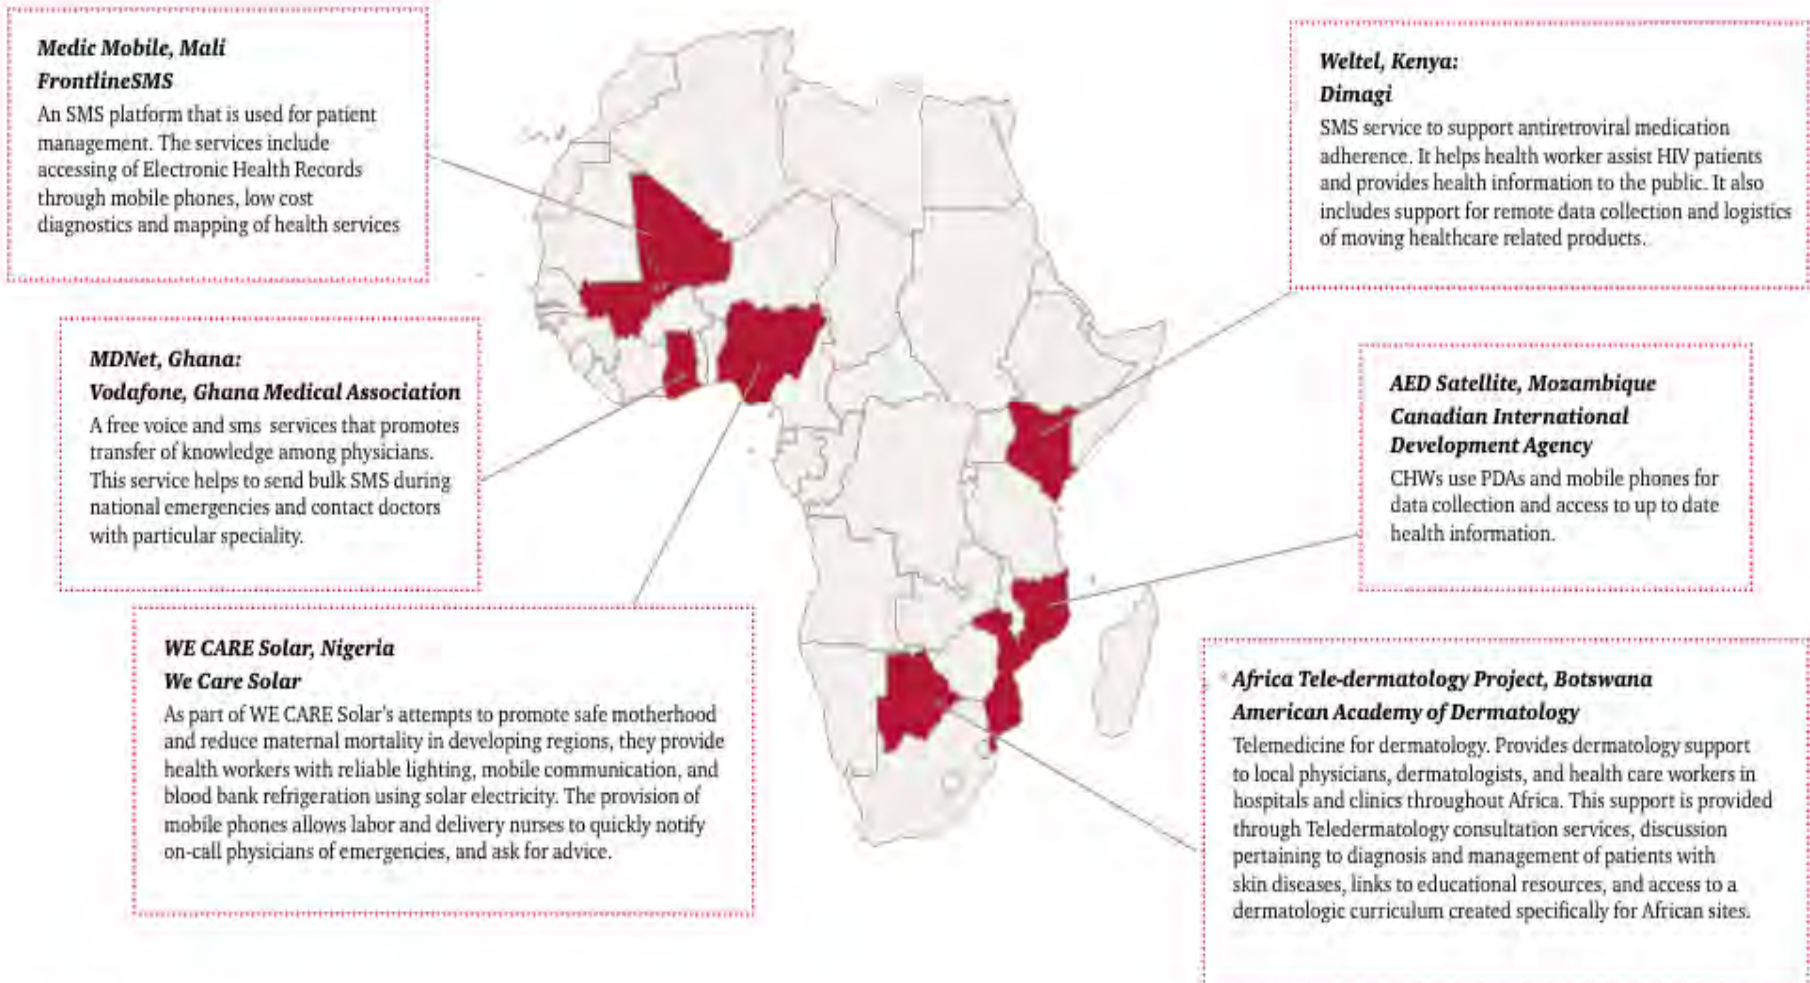 Medic Mobile, Mali
FrontlineSMS
An SMS platform that is used for patient
management. The services include
accessing of Electronic Health Records
through mobile phones, low cost
diagnostics and mapping of health services
MDNet, Ghana:
Vodafone, Ghana Medical Association
A free voice and sms services that promotes
transfer of knowledge among physicians.
This service helps to send bulk SMS during
national emergencies and contact doctors
with particular speciality.
WE CARE Solar, Nigeria
We Care Solar
As part of WE CARE Solar's attempts to promote safe motherhood
and reduce maternal mortality in developing regions, they provide
health workers with reliable lighting, mobile communication, and
blood bank refrigeration using solar electricity. The provision of
mobile phones allows labor and delivery nurses to quickly notify
on-call physicians of emergencies, and ask for advice.
Weltel, Kenya:
Dimagi
SMS service to support antiretroviral medication
adherence. It helps health worker assist HIV patients
and provides health information to the public. It also
includes support for remote data collection and logistics
of moving healthcare related products.
AED Satellite, Mozambique
Canadian International
Development Agency
CHWs use PDAs and mobile phones for
data collection and access to up to date
health information.
Africa Tele-dermatology Project, Botswana
American Academy of Dermatology
Telemedicine for dermatology. Provides dermatology support
to local physicians, dermatologists, and health care workers in
hospitals and clinics throughout Africa. This support is provided
through Teledermatology consultation services, discussion
pertaining to diagnosis and management of patients with
skin diseases, links to educational resources, and access to a
dermatologic curriculum created specifically for African sites.